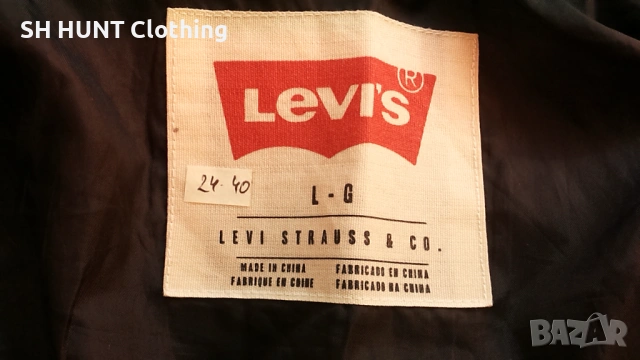 SH HUNT Clothing
LEVI'S
®
24-40
L - G
LEVI STRAUSS & CO.
MADE IN CHINA FABRICADO EN CHINA
FABRIQUE EN CHINE FABRICADO NA CHINA
BAZAR